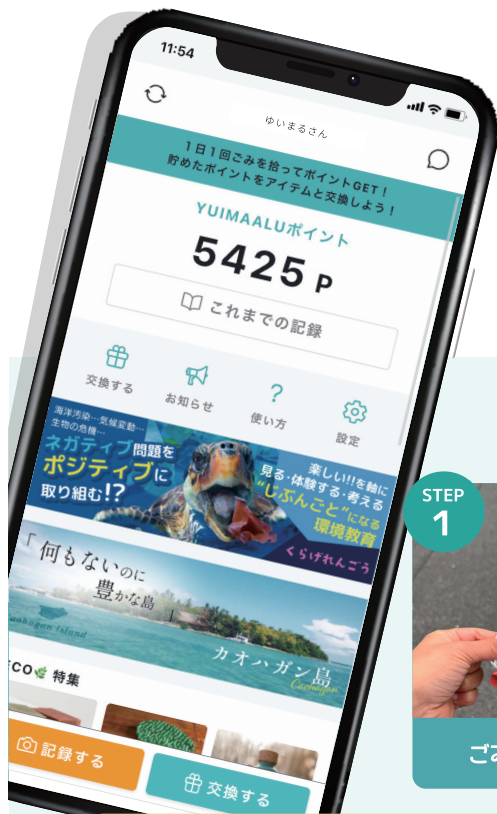 11:54
ゆいまるさん
1日1回ごみを拾ってポイントGET!
貯めたポイントをアイテムと交換しよう!
YUIMAALUポイント
5425 P
これまでの記録
交換する
お知らせ
使い方
設定
海洋汚染…気候変動…
生物の危機…
ネガティブ問題を
ポジティブに
取り組む!?
楽しい!!を軸に
見る・体験する・考える
"じぶんごと"になる
環境教育
くらげれんごう
「何もないのに
豊かな島」
Caohagan island
カオハガン島
Caohagan
ECO 特集
記録する
交換する
STEP
1
ご